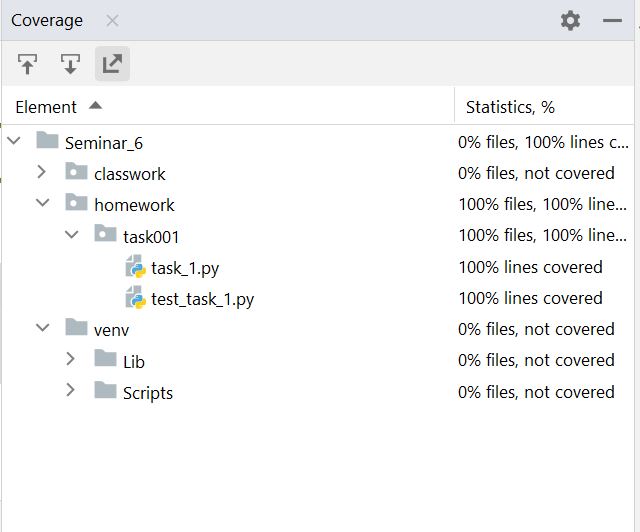 Coverage
Element Statistics, %
Seminar_6 0% files, 100% lines c...
classwork 0% files, not covered
homework 100% files, 100% line...
task001 100% files, 100% line...
task_1.py 100% lines covered
test_task_1.py 100% lines covered
venv 0% files, not covered
Lib 0% files, not covered
Scripts 0% files, not covered